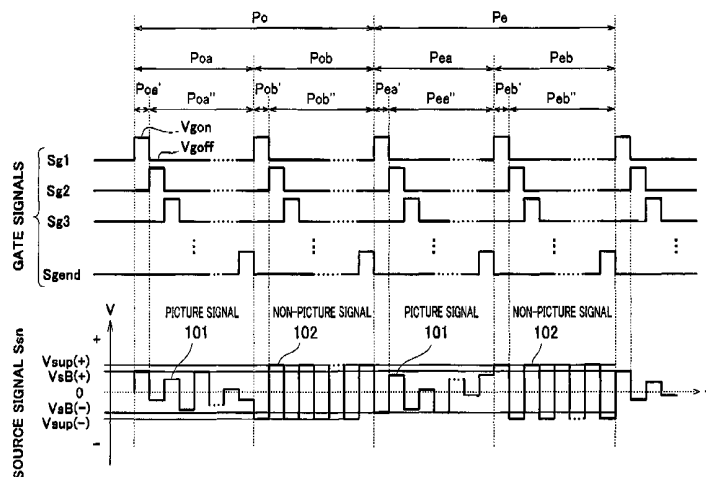 Po Pe
Poa Pob Pea Peb
Poa' Poa" Pob' Pob" Pea' Pea" Peb' Peb"
Vgon
Vgoff
GATE SIGNALS
Sg1
Sg2
Sg3
Sgend
SOURCE SIGNAL Ssn
V
+
PICTURE SIGNAL 101
NON-PICTURE SIGNAL 102
PICTURE SIGNAL 101
NON-PICTURE SIGNAL 102
Vsup(+)
VsB(+)
0
VsB(-)
Vsup(-)
-